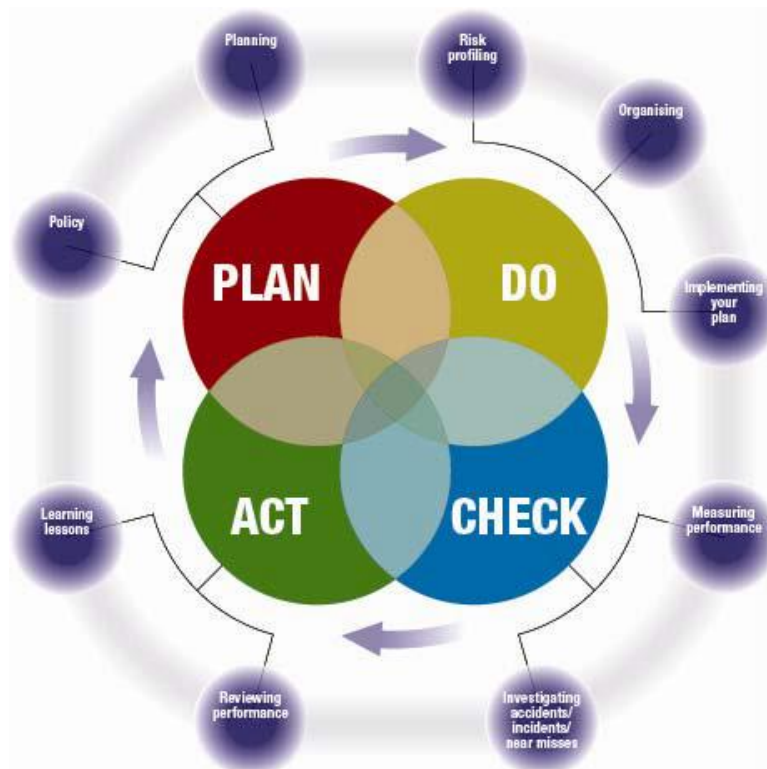 Planning
Risk
profiling
Organising
Policy
PLAN
DO
Implementing
your
plan
ACT
CHECK
Learning
lessons
Measuring
performance
Reviewing
performance
Investigating
accidents/
incidents/
near misses